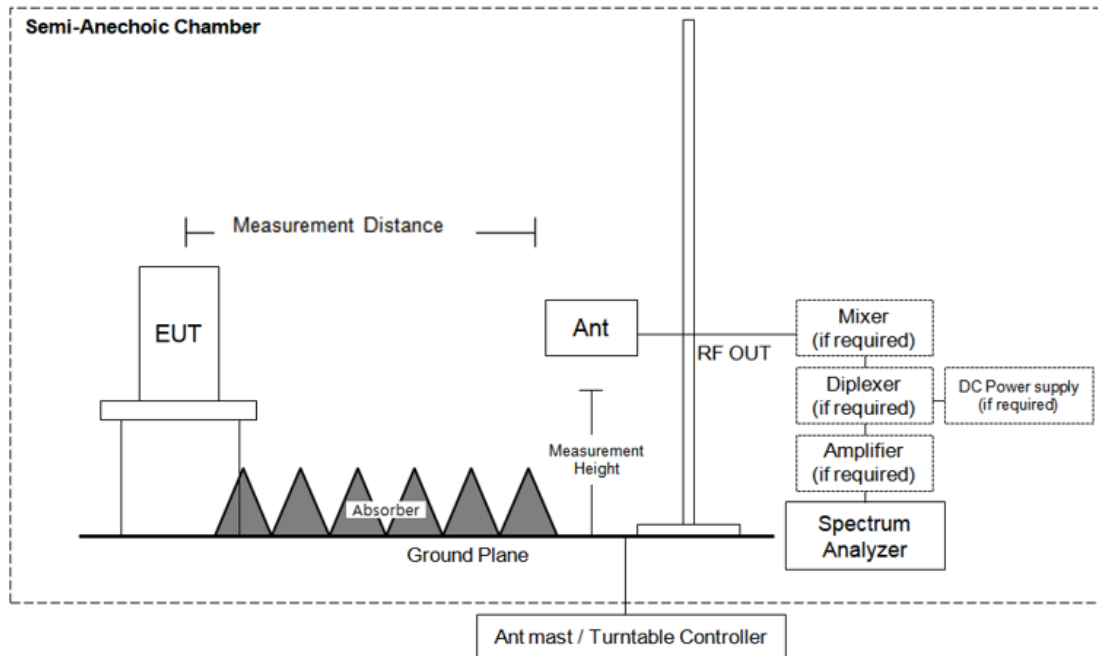 Semi-Anechoic Chamber
Measurement Distance
EUT
Ant
RF OUT
Mixer
(if required)
Diplexer
(if required)
DC Power supply
(if required)
Amplifier
(if required)
Measurement
Height
Absorber
Spectrum
Analyzer
Ground Plane
Ant mast / Turntable Controller